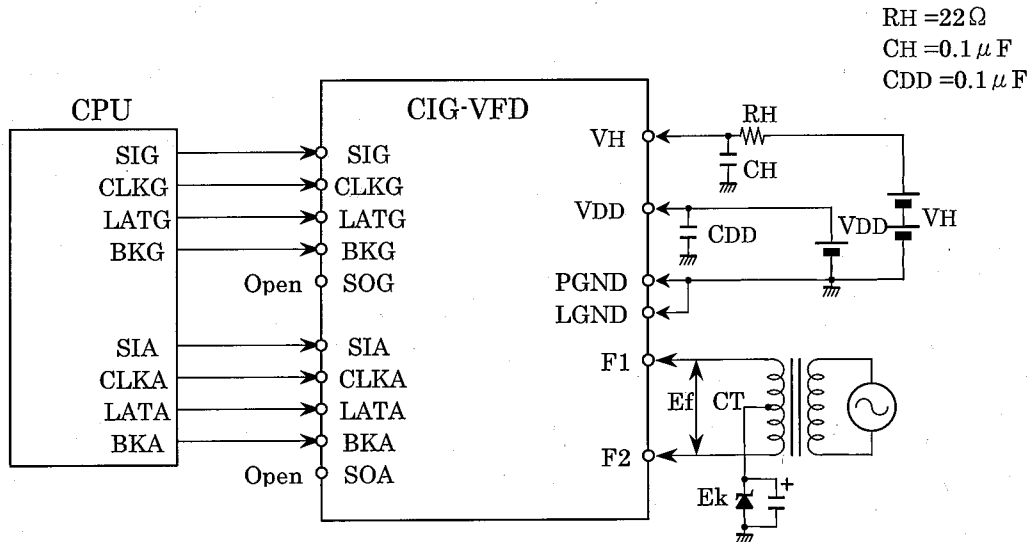 RH =22Ω
CH =0.1μF
CDD =0.1μF
CPU
SIG
CLKG
LATG
BKG
Open
SIA
CLKA
LATA
BKA
Open
CIG-VFD
SIG
CLKG
LATG
BKG
SOG
SIA
CLKA
LATA
BKA
SOA
VH
VDD
PGND
LGND
F1
F2
RH
CH
CDD
VDD
VH
Ef
CT
Ek
+